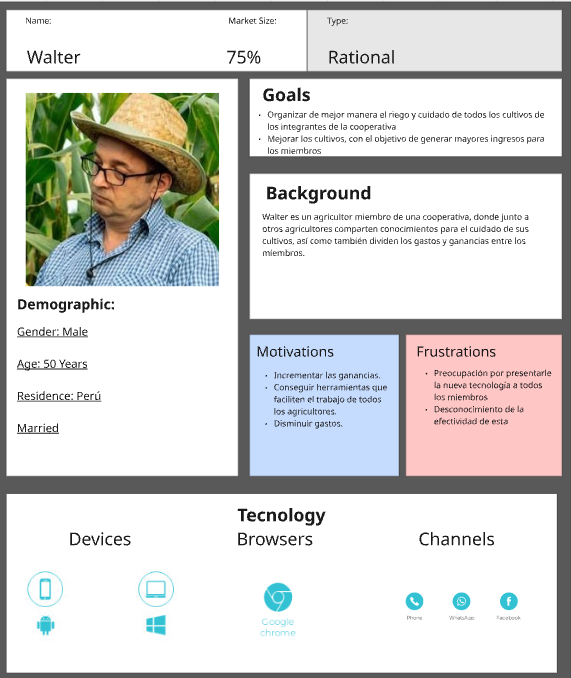 Name:
Market Size:
Type:
Walter
75%
Rational
Demographic:
Gender: Male
Age: 50 Years
Residence: Perú
Married
Goals
· Organizar de mejor manera el riego y cuidado de todos los cultivos de
los integrantes de la cooperativa
· Mejorar los cultivos, con el objetivo de generar mayores ingresos para
los miembros
Background
Walter es un agricultor miembro de una cooperativa, donde junto a
otros agricultores comparten conocimientos para el cuidado de sus
cultivos, así como también dividen los gastos y ganancias entre los
miembros.
Motivations
· Incrementar las ganancias.
· Conseguir herramientas que
faciliten el trabajo de todos
los agricultores.
· Disminuir gastos.
Frustrations
· Preocupación por presentarle
la nueva tecnología a todos
los miembros
· Desconocimiento de la
efectividad de esta
Tecnology
Devices
Browsers
Google
chrome
Channels
Phone
WhatsApp
Facebook